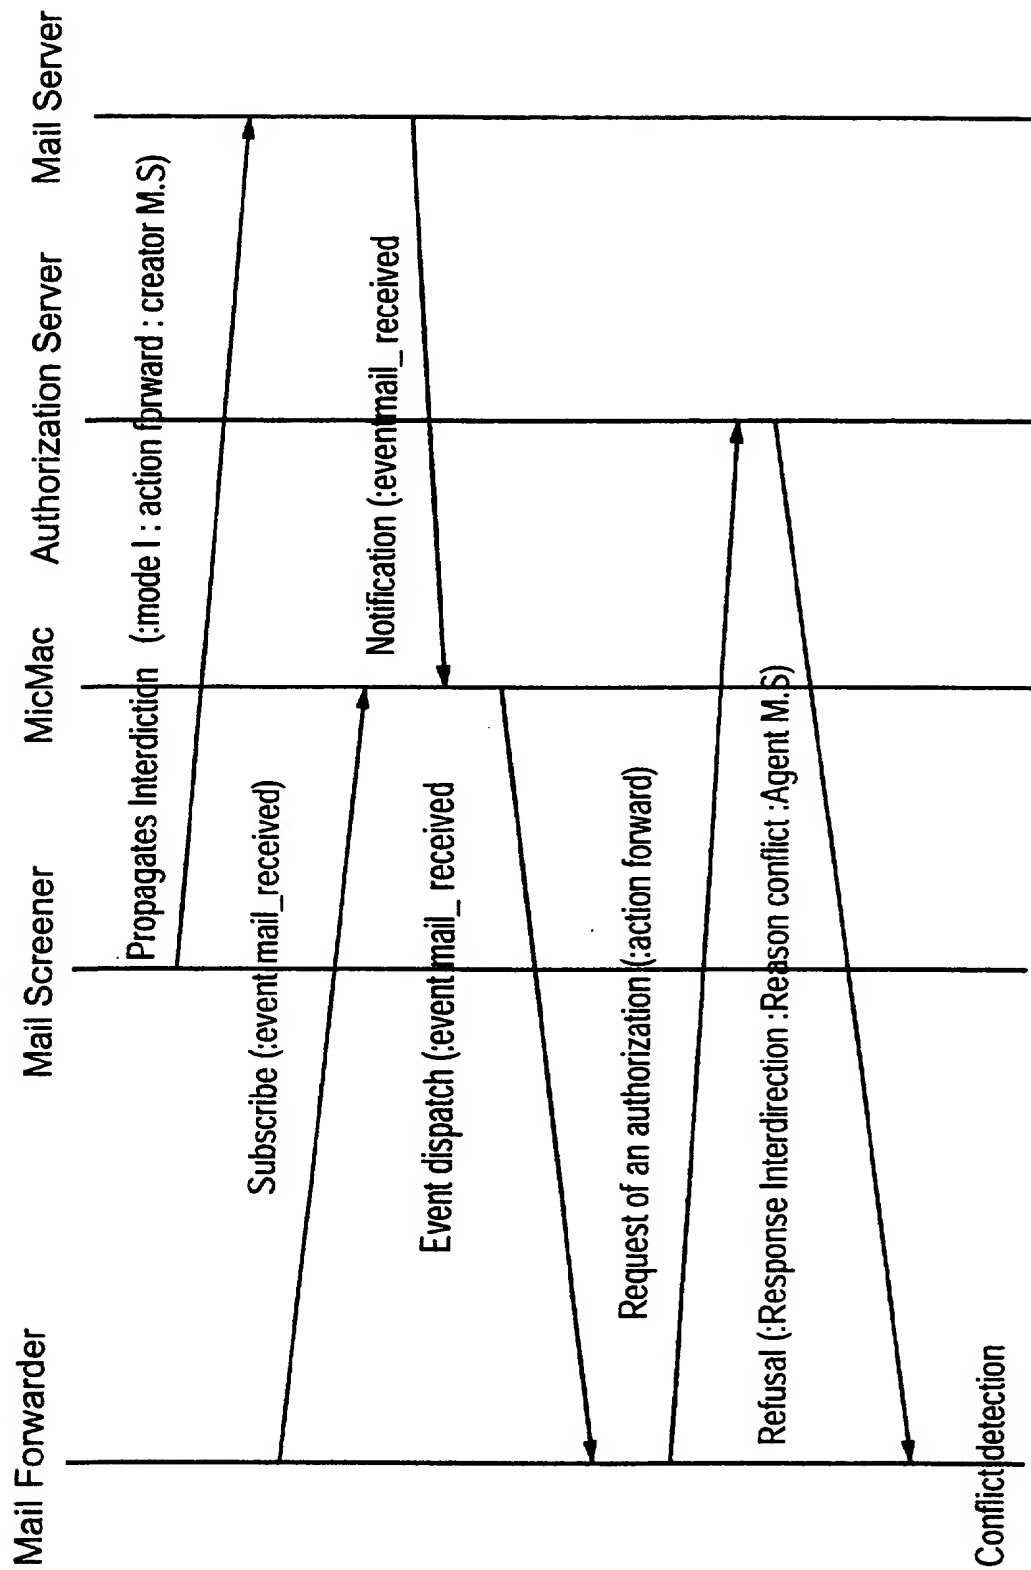 Mail Forwarder
Mail Screener
MicMac
Authorization Server
Mail Server
Propagates Interdiction (:mode I : action forward : creator M.S)
Subscribe (:event mail_received)
Notification (:event mail_ received
Event dispatch (:event mail_ received
Request of an authorization (:action forward)
Refusal (:Response Interdirection :Reason conflict :Agent M.S)
Conflict detection